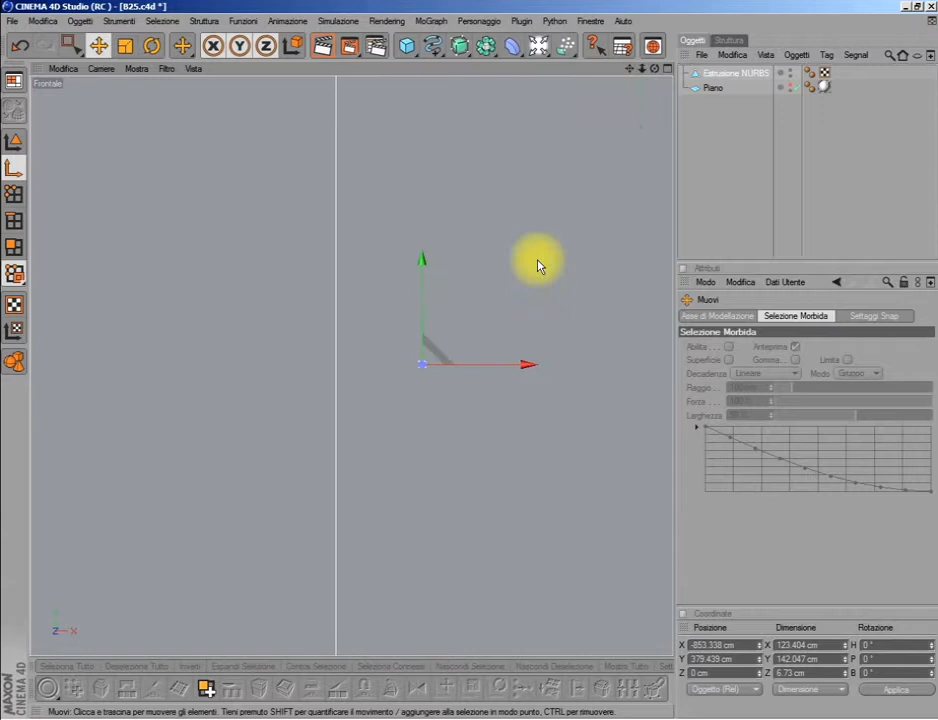 CINEMA 4D Studio (RC ) - [B25.c4d *]
File Modifica Oggetti Strumenti Selezione Struttura Funzioni Animazione Simulazione Rendering MoGraph Personaggio Plugin Python Finestre Aiuto
X Y Z
Oggetti Struttura
File Modifica Vista Oggetti Tag Segnal
Modifica Camere Mostra Filtro Vista
Frontale
Estrusione NURBS
Piano
Attributi
Modo Modifica Dati Utente
Muovi
Asse di Modellazione Selezione Morbida Settaggi Snap
Selezione Morbida
Abilita . . . Anteprima
Superficie Gomma. . . Limita
Decadenza Lineare Modo Gruppo
Raggio . .
Forza . . .
Larghezza
Z X
Coordinate
Posizione Dimensione Rotazione
X -853.338 cm X 123.404 cm H 0 °
Y 379.439 cm Y 142.047 cm P 0 °
Z 0 cm Z 6.73 cm B 0 °
Oggetto (Rel) Dimensione Applica
Seleziona Tutto Deselezione Tutto Inverti Espandi Selezione Contrai Selezione Selezione Connessa Nascondi Selezione Nascondi Deselezione Mostra Tutto Sett
MAXON
CINEMA 4D
Muovi: Clicca e trascina per muovere gli elementi. Tieni premuto SHIFT per quantificare il movimento / aggiungere alla selezione in modo punto, CTRL per rimuovere.